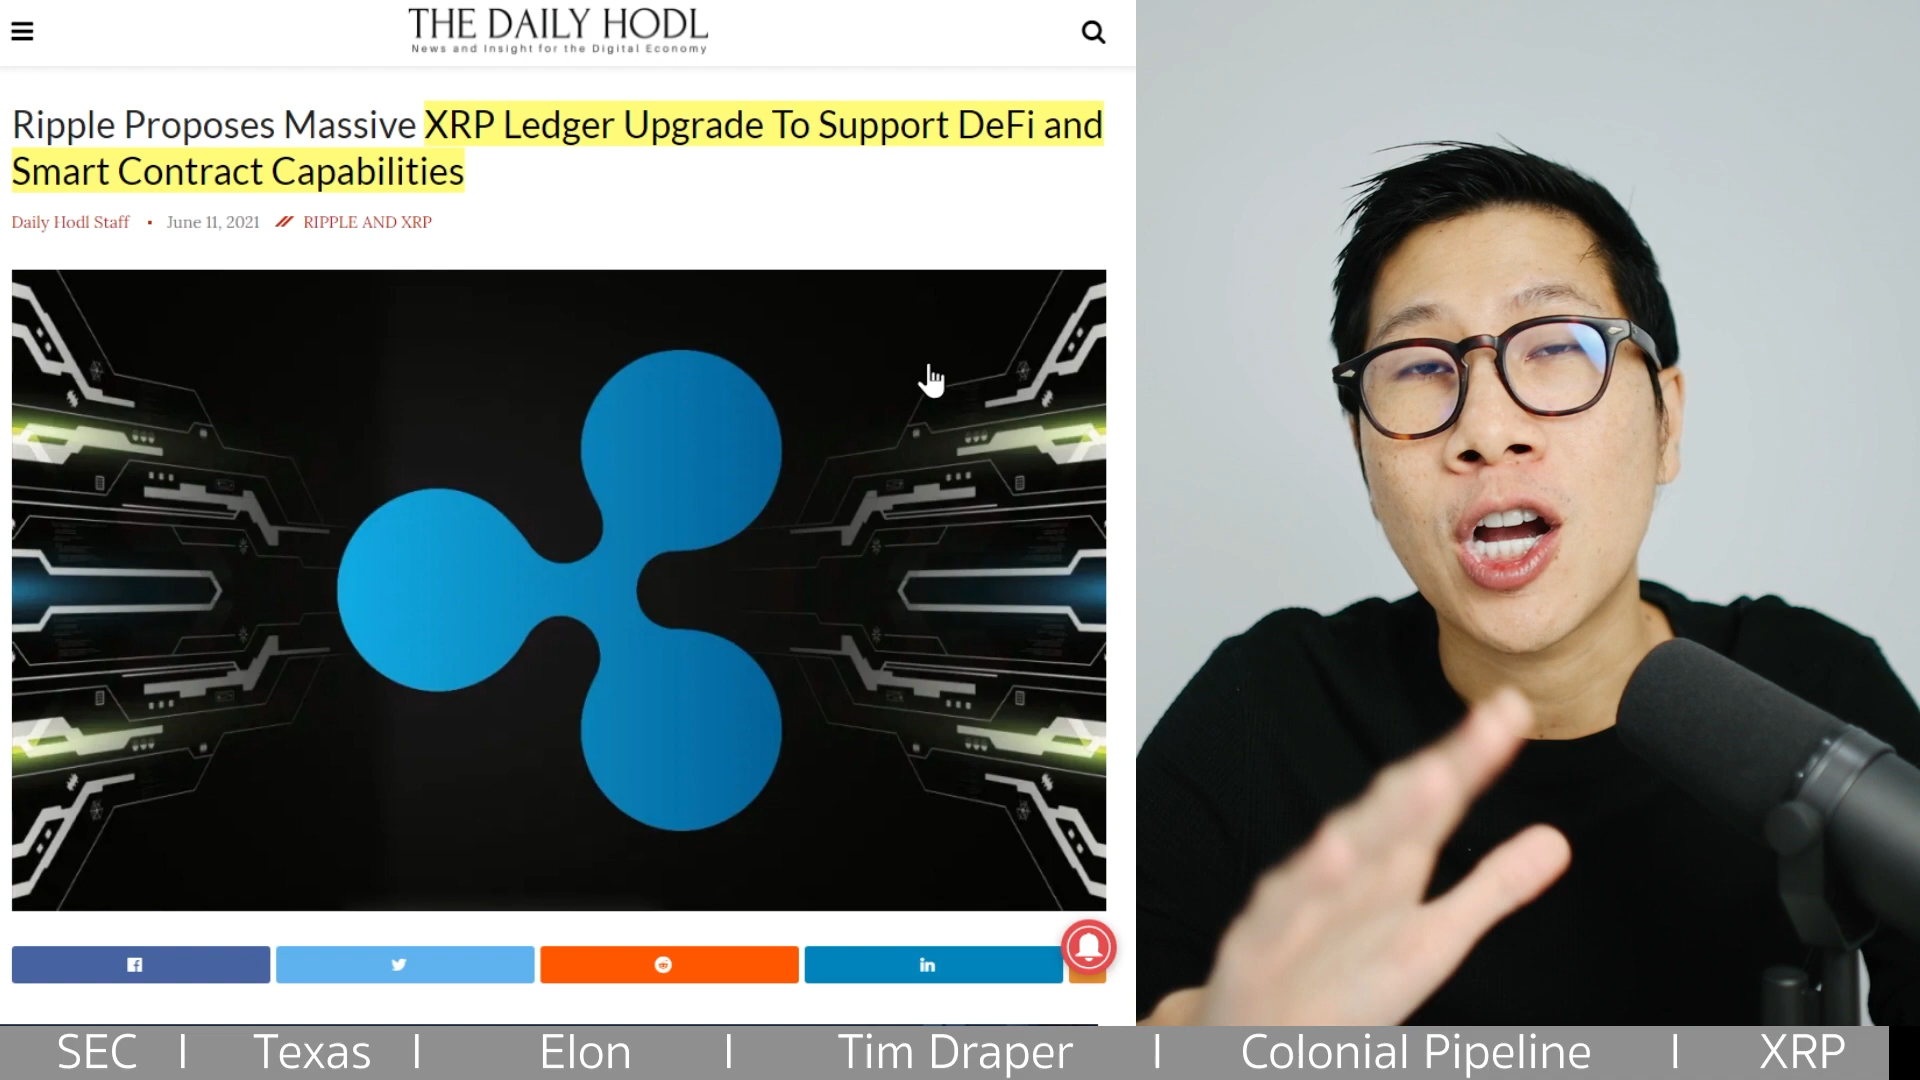 THE DAILY HODL
News and Insight for the Digital Economy
Ripple Proposes Massive XRP Ledger Upgrade To Support DeFi and
Smart Contract Capabilities
Daily Hodl Staff • June 11, 2021 // RIPPLE AND XRP
in
SEC | Texas | Elon | Tim Draper | Colonial Pipeline | XRP